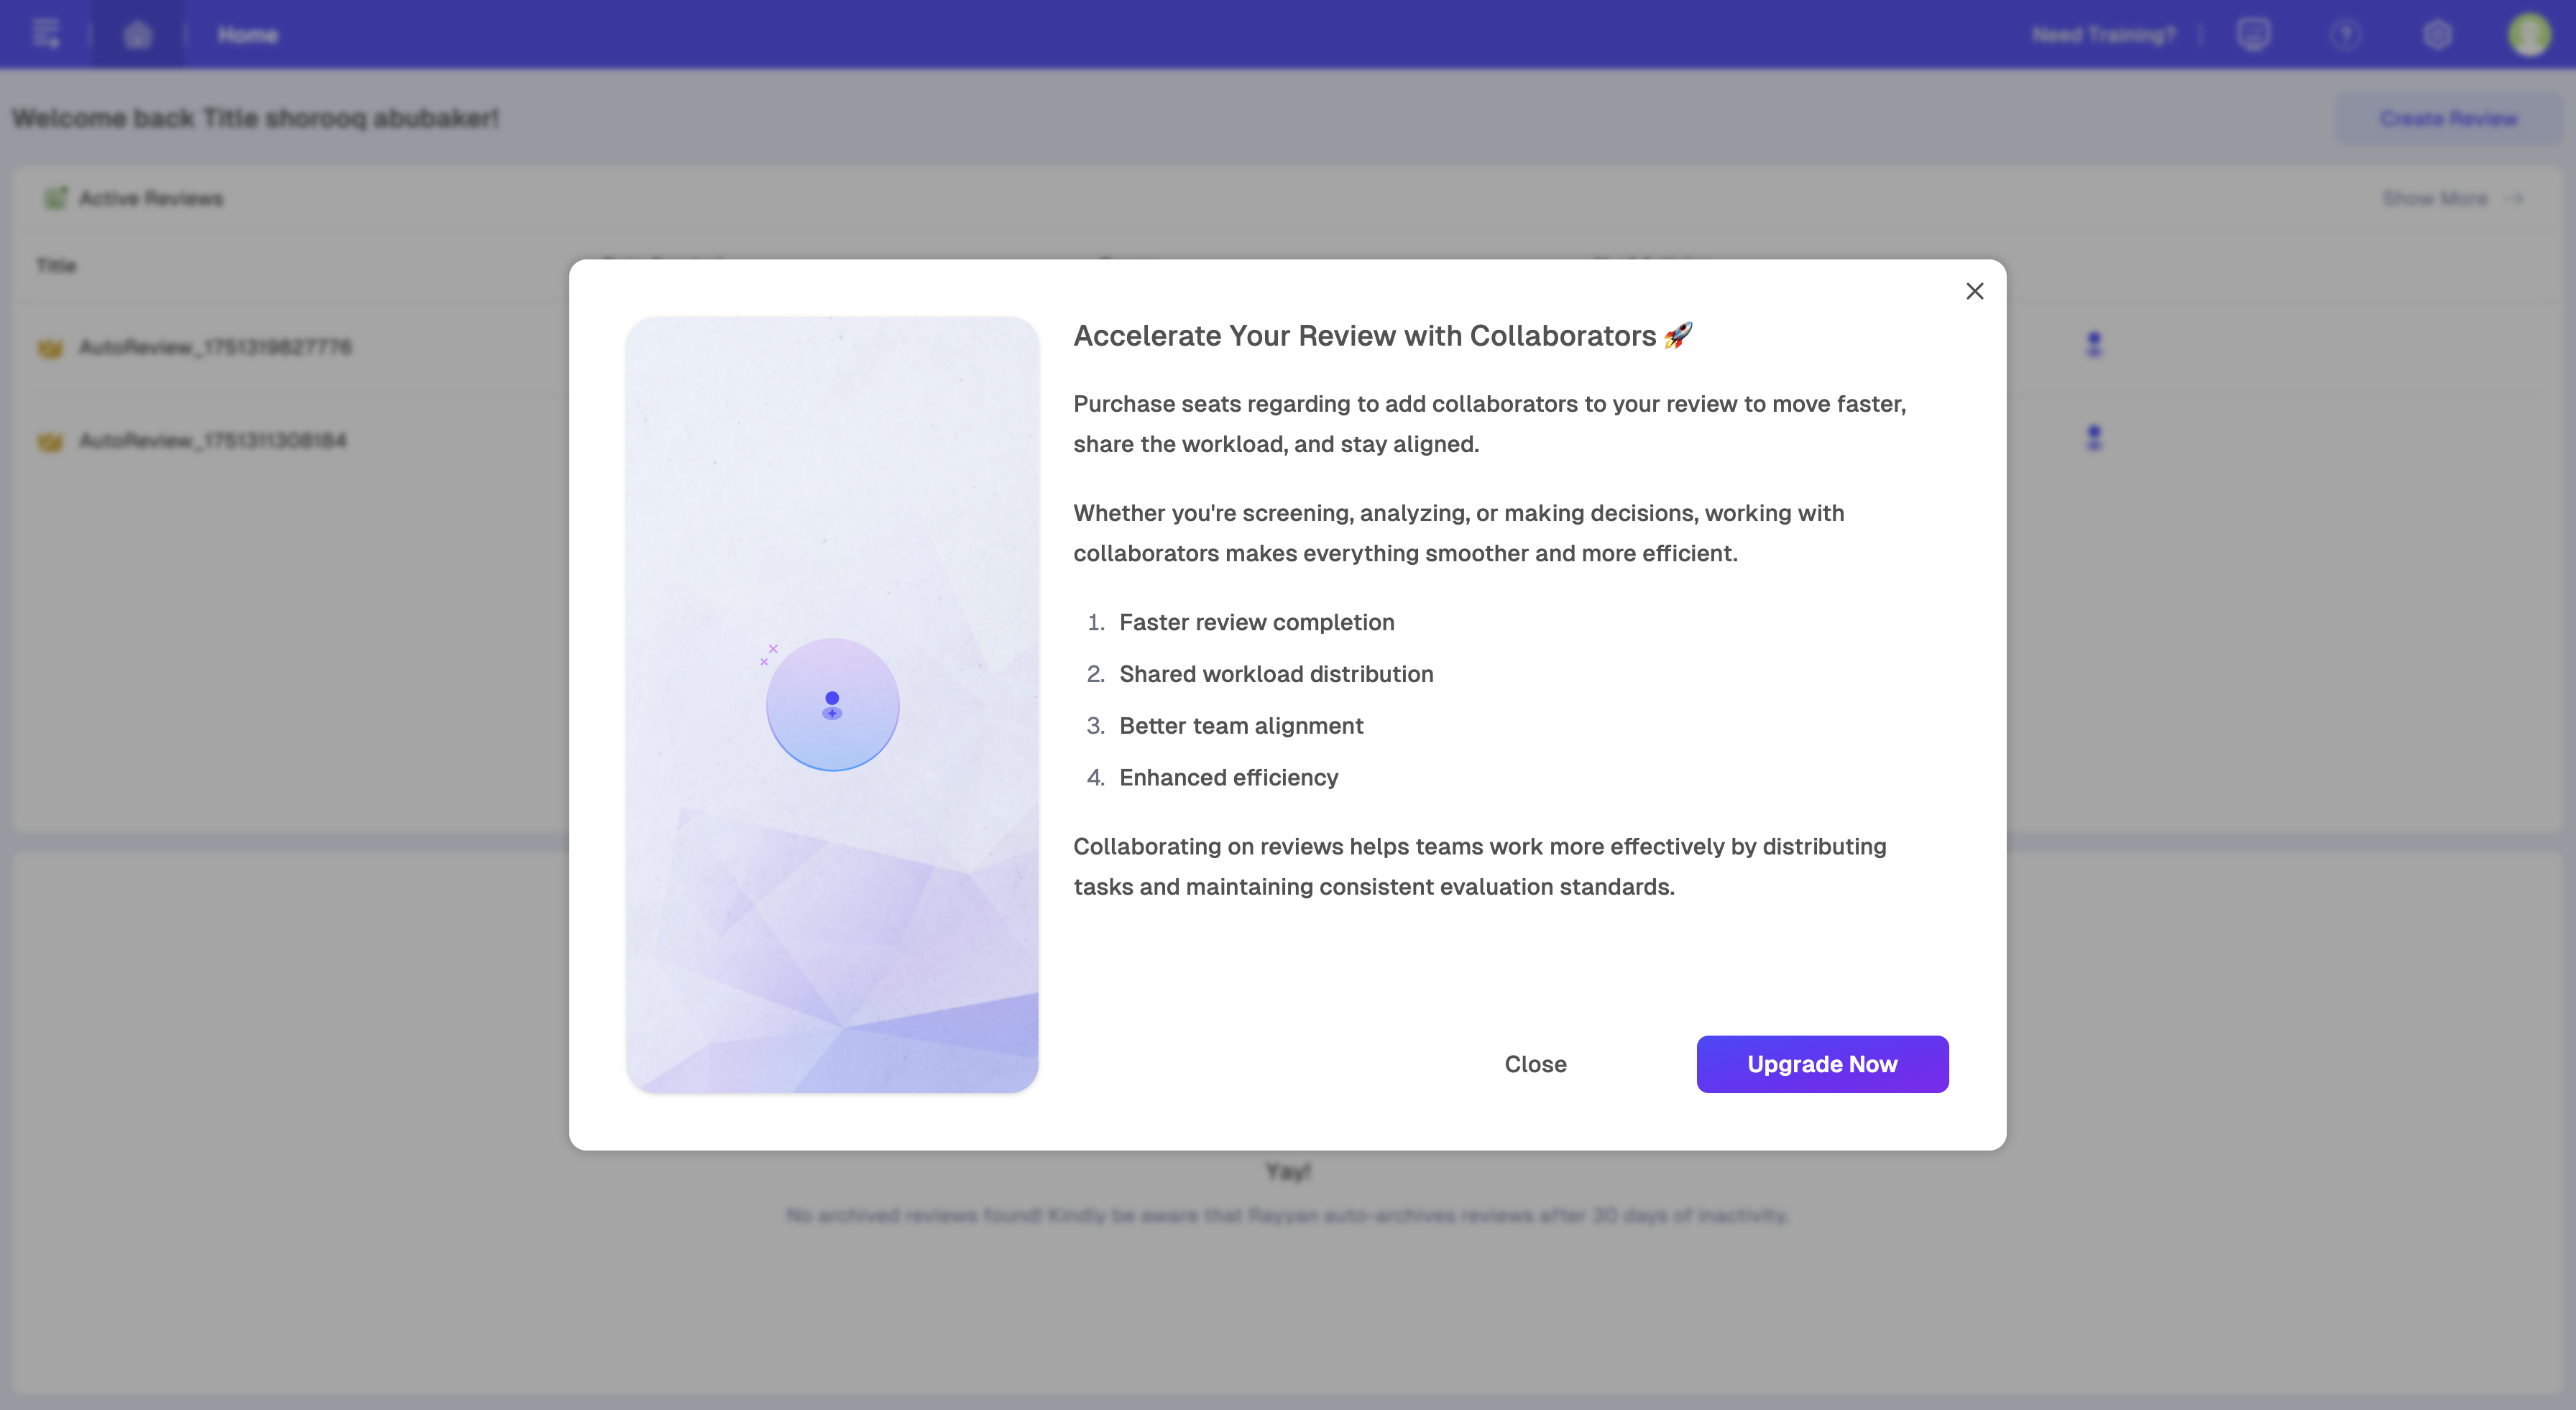 Home
Need Training?
Welcome back Title shorooq abubaker!
Create Review
Active Reviews
Show More
Title
AutoReview_1751319827776
AutoReview_1751311308184
Accelerate Your Review with Collaborators 🚀
Purchase seats regarding to add collaborators to your review to move faster,
share the workload, and stay aligned.
Whether you're screening, analyzing, or making decisions, working with
collaborators makes everything smoother and more efficient.
1. Faster review completion
2. Shared workload distribution
3. Better team alignment
4. Enhanced efficiency
Collaborating on reviews helps teams work more effectively by distributing
tasks and maintaining consistent evaluation standards.
Close
Upgrade Now
Yay!
No archived reviews found! Kindly be aware that Rayyan auto-archives reviews after 30 days of inactivity.